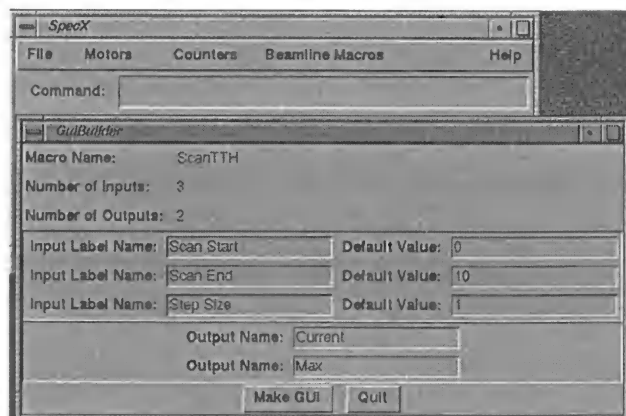 SpecX
File Motors Counters Beamline Macros Help
Command:
GuiBuilder
Macro Name: ScanTTH
Number of Inputs: 3
Number of Outputs: 2
Input Label Name: Scan Start Default Value: 0
Input Label Name: Scan End Default Value: 10
Input Label Name: Step Size Default Value: 1
Output Name: Current
Output Name: Max
Make GUI Quit